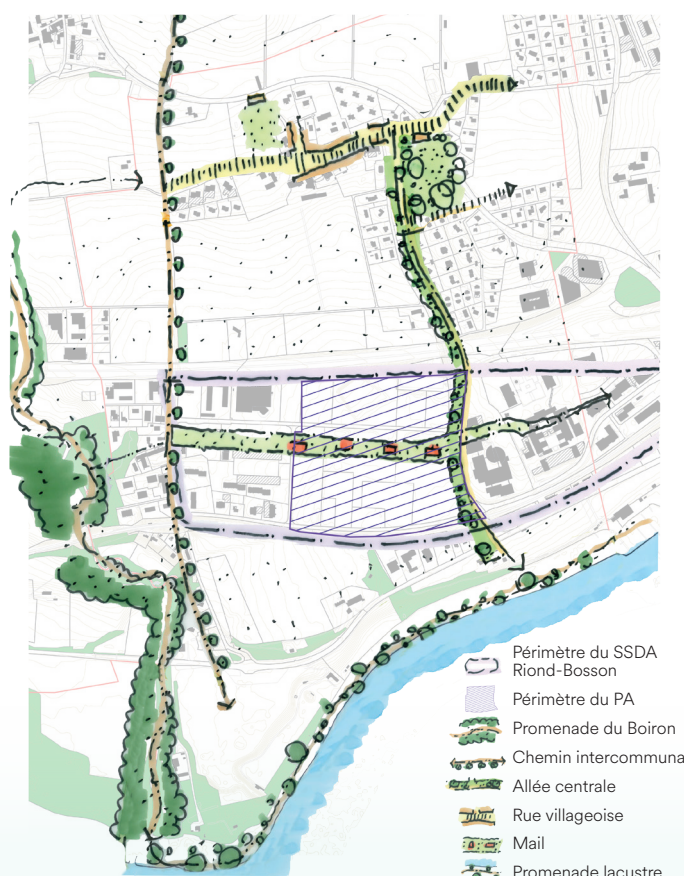 Périmètre du SSDA
Riond-Bosson
Périmètre du PA
Promenade du Boiron
Chemin intercommuna
Allée centrale
Rue villageoise
Mail
Promenade lacustre